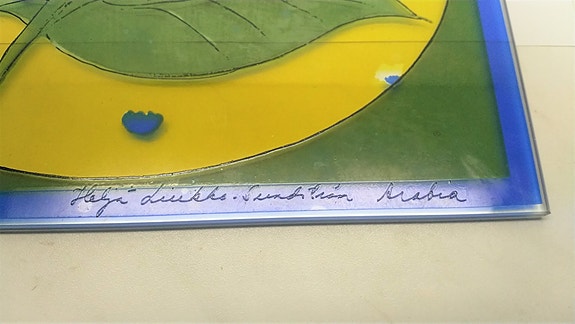 "Heljä" Liukko-Sundström Arabia